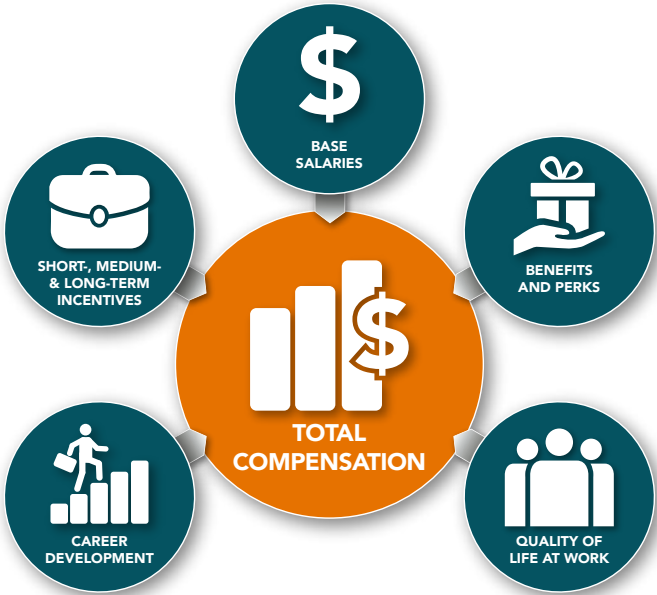 $
BASE
SALARIES
SHORT-, MEDIUM-
& LONG-TERM
INCENTIVES
BENEFITS
AND PERKS
$
TOTAL
COMPENSATION
CAREER
DEVELOPMENT
QUALITY OF
LIFE AT WORK